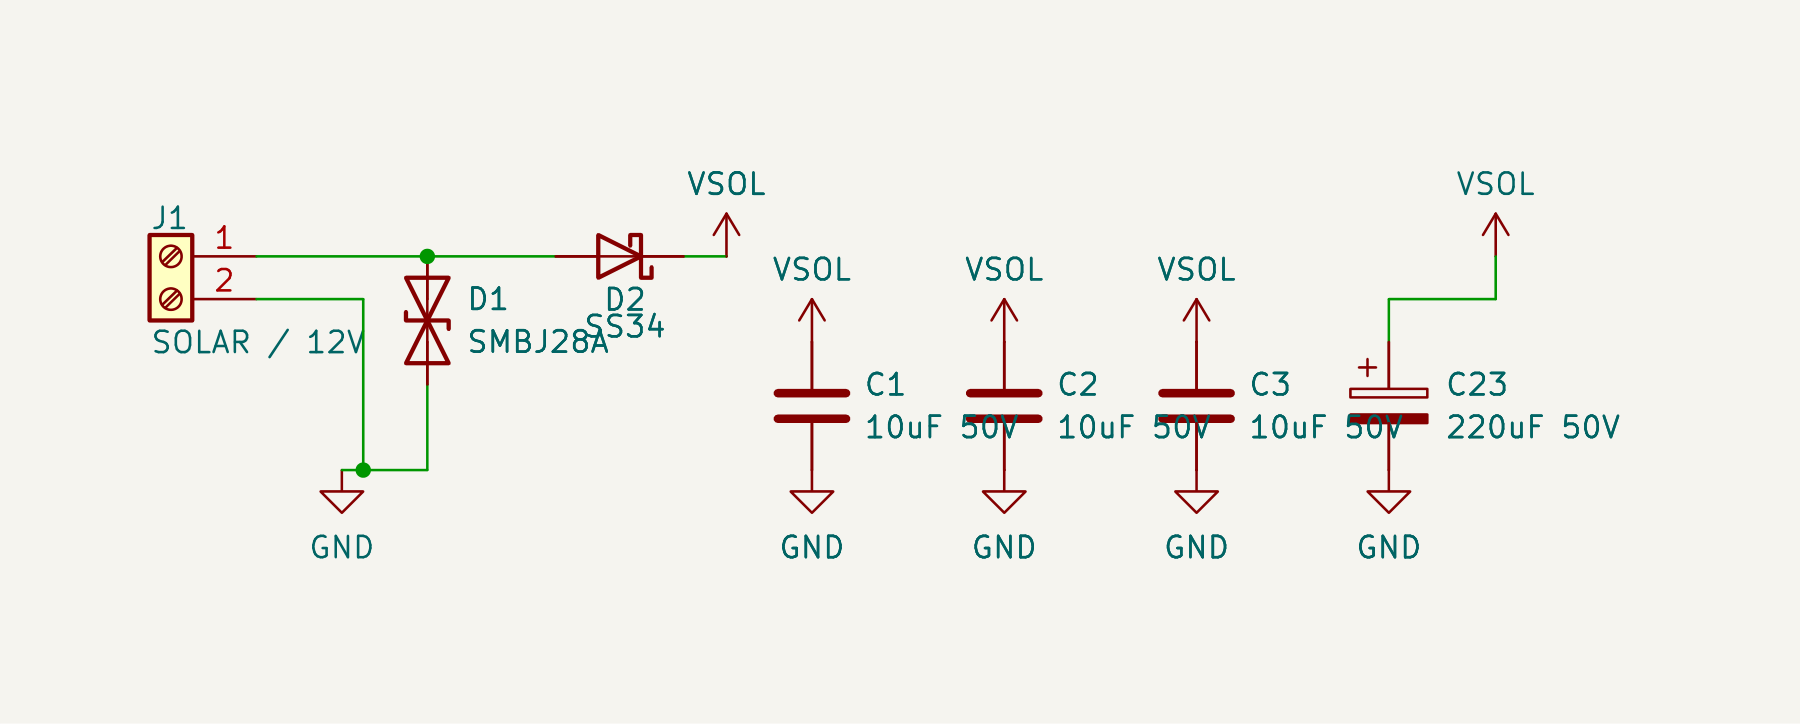 VSOL
VSOL
J1
1
2
SOLAR / 12V
D1
SMBJ28A
D2
SS34
VSOL
VSOL
VSOL
+
C1
10uF 50V
C2
10uF 50V
C3
10uF 50V
C23
220uF 50V
GND
GND
GND
GND
GND